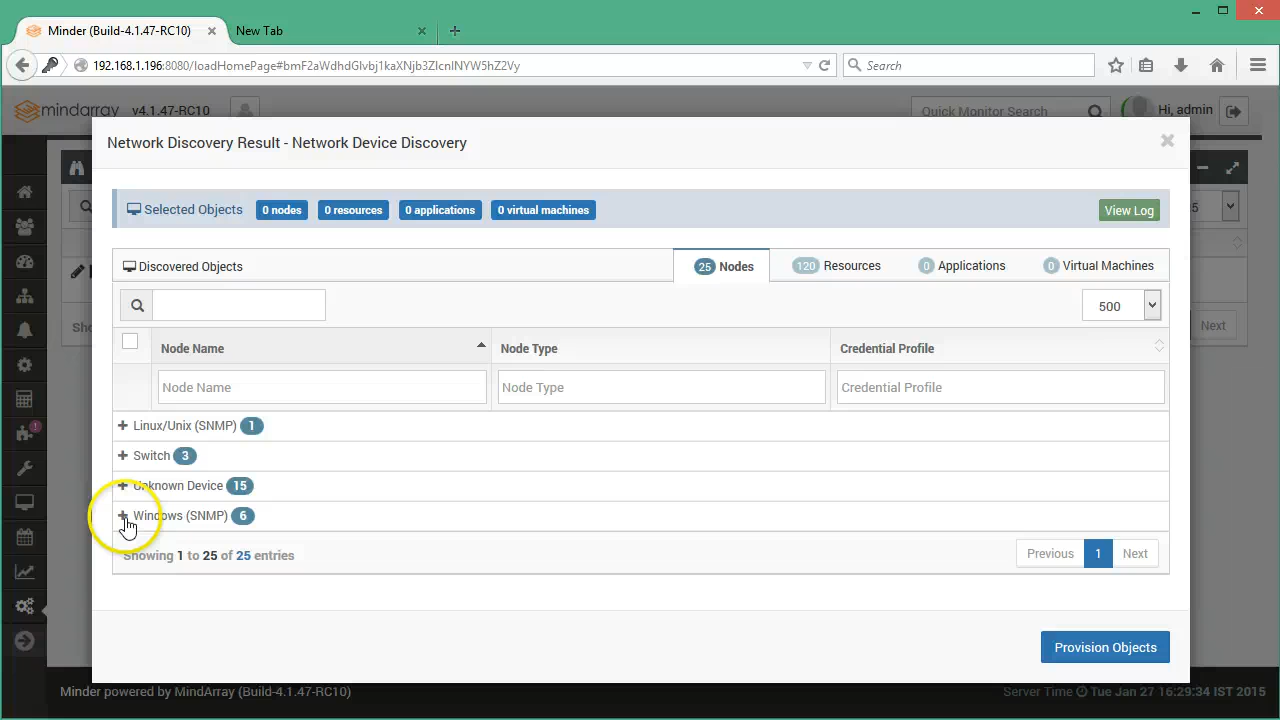 Minder (Build-4.1.47-RC10)
New Tab
192.168.1.196:8080/loadHomePage#bmF2aWdhdGlvbj1kaXNjb3ZlcnlNYW5hZ2Vy
Search
mindarray v4.1.47-RC10
Quick Monitor Search
Hi, admin
Network Discovery Result - Network Device Discovery
Selected Objects 0 nodes 0 resources 0 applications 0 virtual machines View Log
Discovered Objects 25 Nodes 120 Resources 0 Applications 0 Virtual Machines
500
Node Name Node Type Credential Profile
Node Name Node Type Credential Profile
Linux/Unix (SNMP) 1
Switch 3
Unknown Device 15
Windows (SNMP) 6
Showing 1 to 25 of 25 entries
Previous 1 Next
Next
1
Provision Objects
Minder powered by MindArray (Build-4.1.47-RC10)
Server Time Tue Jan 27 16:29:34 IST 2015